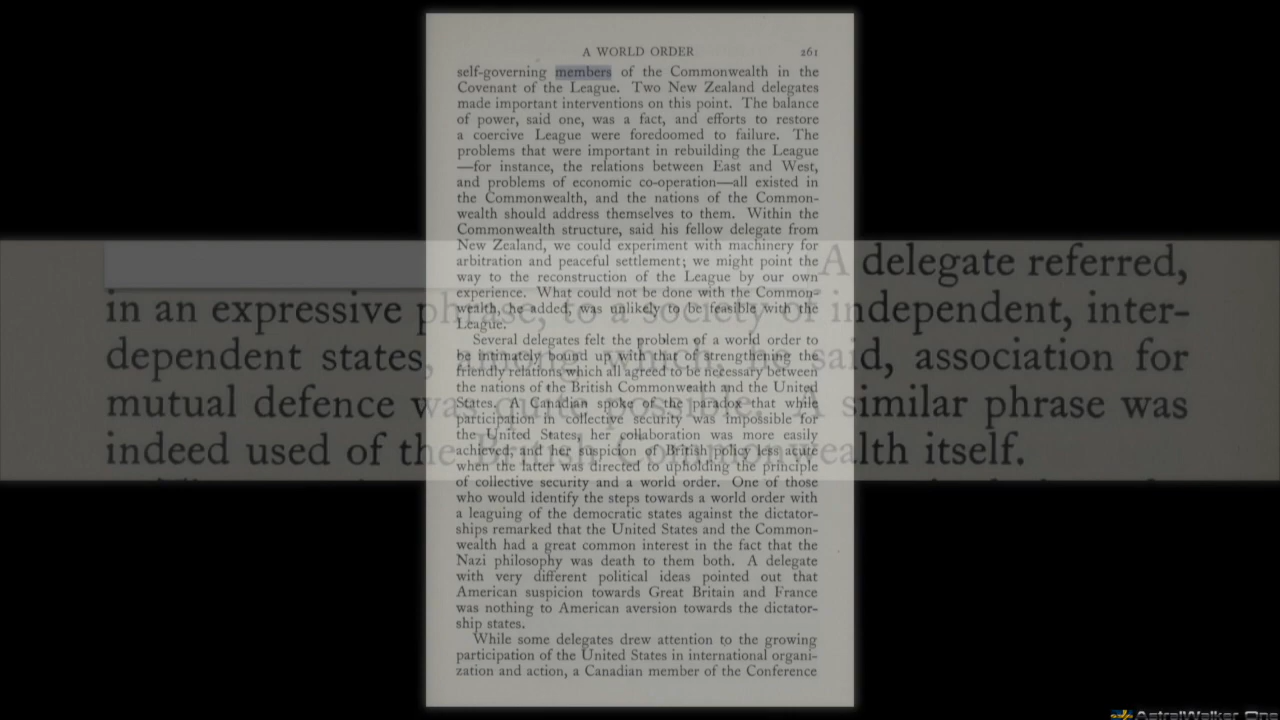 A WORLD ORDER 261
self-governing members of the Commonwealth in the
Covenant of the League. Two New Zealand delegates
made important interventions on this point. The balance
of power, said one, was a fact, and efforts to restore
a coercive League were foredoomed to failure. The
problems that were important in rebuilding the League
—for instance, the relations between East and West,
and problems of economic co-operation—all existed in
the Commonwealth, and the nations of the Common-
wealth should address themselves to them. Within the
Commonwealth structure, said his fellow delegate from
New Zealand, we could experiment with machinery for
arbitration and peaceful settlement; we might point the
way to the reconstruction of the League by our own
experience. What could not be done with the Common-
wealth, he added, was unlikely to be feasible with the
League.
Several delegates felt the problem of a world order to
be intimately bound up with that of strengthening the
friendly relations which all agreed to be necessary between
the nations of the British Commonwealth and the United
States. A Canadian spoke of the paradox that while
participation in collective security was impossible for
the United States, her collaboration was more easily
achieved, and her suspicion of British policy less acute
when the latter was directed to upholding the principle
of collective security and a world order. One of those
who would identify the steps towards a world order with
a leaguing of the democratic states against the dictator-
ships remarked that the United States and the Common-
wealth had a great common interest in the fact that the
Nazi philosophy was death to them both. A delegate
with very different political ideas pointed out that
American suspicion towards Great Britain and France
was nothing to American aversion towards the dictator-
ship states.
While some delegates drew attention to the growing
participation of the United States in international organi-
zation and action, a Canadian member of the Conference
A delegate referred,
in an expressive phrase, to a society of independent, inter-
dependent states, among which, he said, association for
mutual defence was quite possible. A similar phrase was
indeed used of the British Commonwealth itself.
AstralWalker One